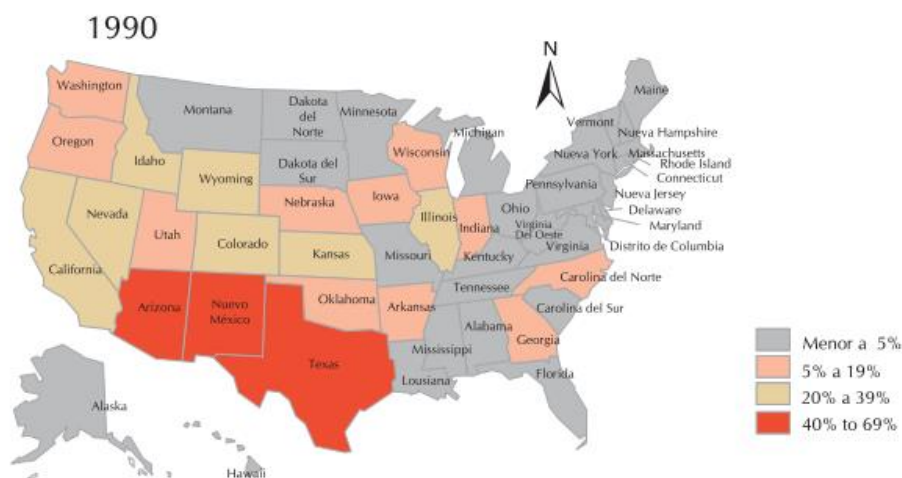 1990
N
Washington
Montana
Dakota
del
Norte
Minnesota
Maine
Oregon
Idaho
Wyoming
Dakota del
Sur
Wisconsin
Michigan
Vermont
Nueva Hampshire
Nueva York
Massachusetts
Rhode Island
Connecticut
Nevada
Utah
Colorado
Nebraska
Iowa
Illinois
Indiana
Ohio
Pennsylvania
Nueva Jersey
Delaware
Maryland
Virginia
Del Oeste
Virginia
Distrito de Columbia
California
Kansas
Missouri
Kentucky
Carolina del Norte
Tennessee
Carolina del Sur
Arizona
Nuevo
México
Oklahoma
Arkansas
Alabama
Georgia
Mississippi
Texas
Lousiana
Florida
Alaska
Hawaii
Menor a 5%
5% a 19%
20% a 39%
40% to 69%